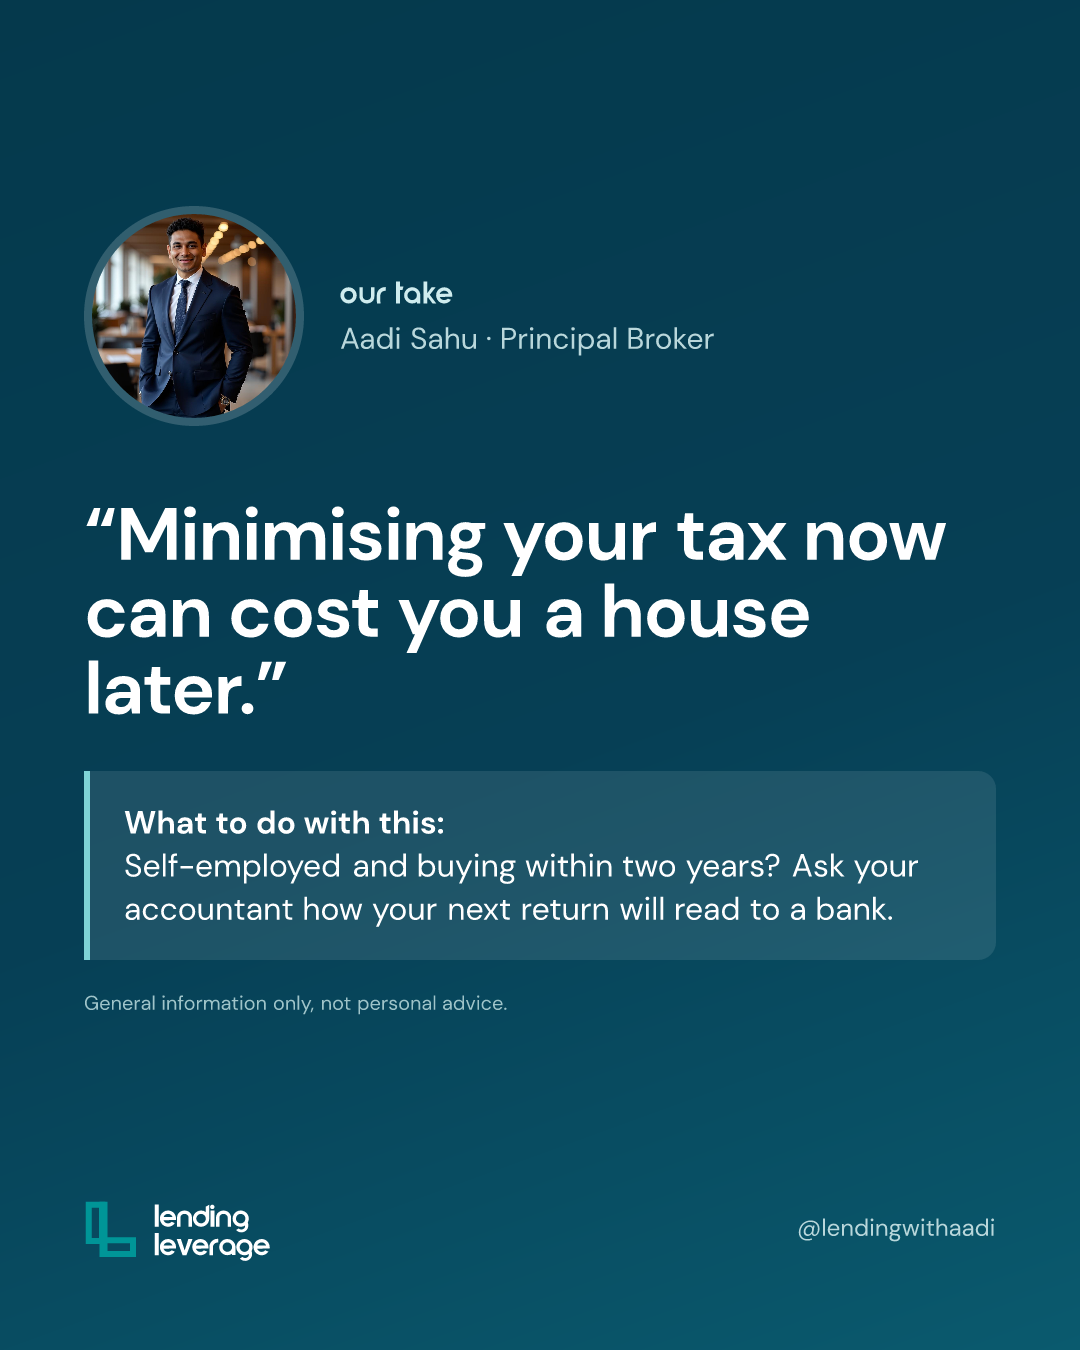 our take
Aadi Sahu · Principal Broker
“Minimising your tax now
can cost you a house
later.”
What to do with this:
Self-employed and buying within two years? Ask your
accountant how your next return will read to a bank.
General information only, not personal advice.
lending
leverage
@lendingwithaadi